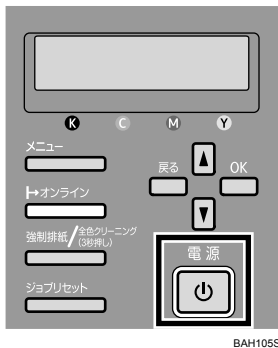 K C M Y
メニュー
戻る OK
オンライン
強制排紙/全色クリーニング
(3秒押し)
電源
ジョブリセット
BAH105S